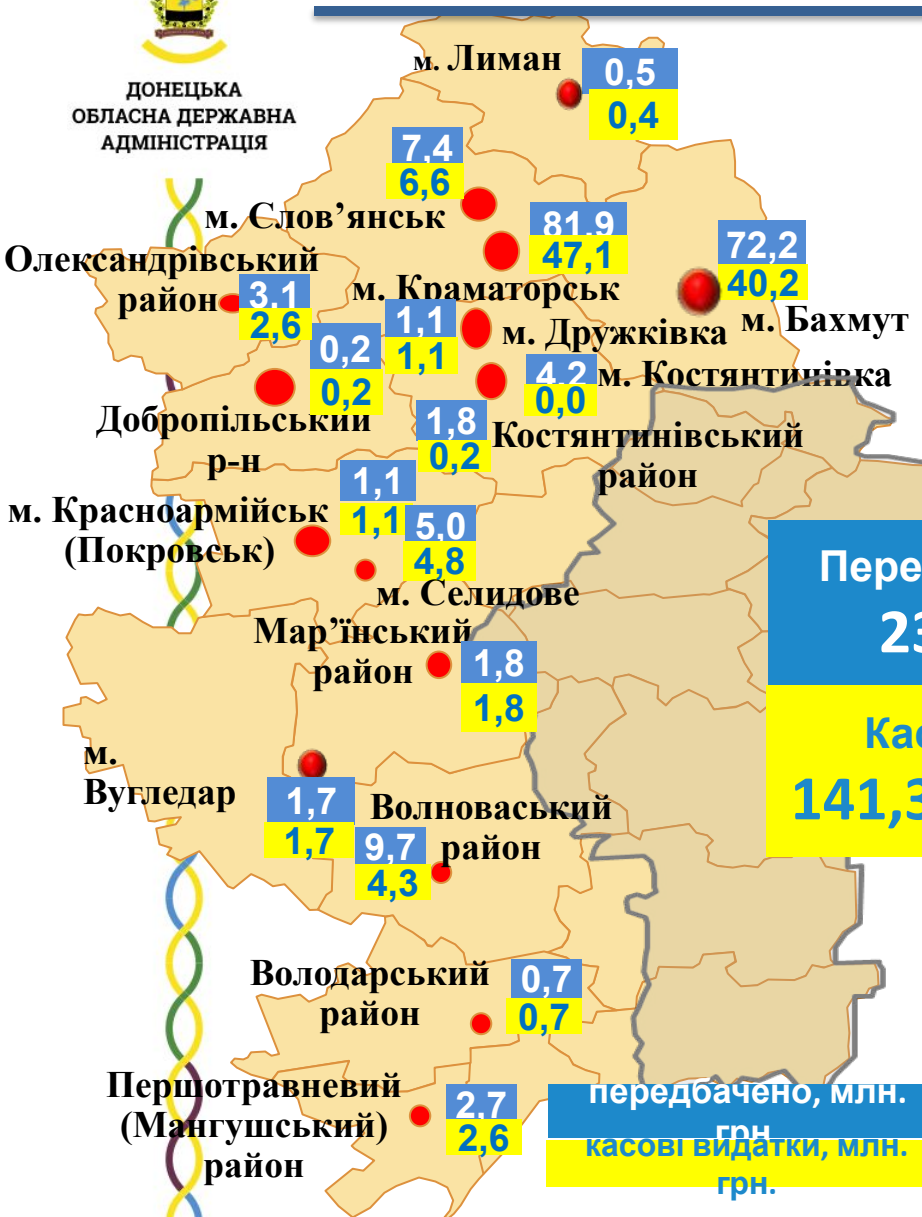 ДОНЕЦЬКА
ОБЛАСНА ДЕРЖАВНА
АДМІНІСТРАЦІЯ
м. Лиман
0,5
0,4
7,4
6,6
м. Слов’янськ
81,9
47,1
72,2
40,2
м. Бахмут
Олександрівський
район
3,1
2,6
м. Краматорськ
1,1
1,1
м. Дружківка
0,2
0,2
Добропільський
р-н
4,2
0,0
м. Костянтинівка
1,8
0,2
Костянтинівський
район
м. Красноармійськ
(Покровськ)
1,1
1,1
5,0
4,8
м. Селидове
Мар’їнський
район
1,8
1,8
м.
Вугледар
1,7
1,7
Волноваський
район
9,7
4,3
Пере
23
Кас
141,3
Володарський
район
0,7
0,7
Першотравневий
(Мангушський)
район
2,7
2,6
передбачено, млн.
грн
касові видатки, млн.
грн.